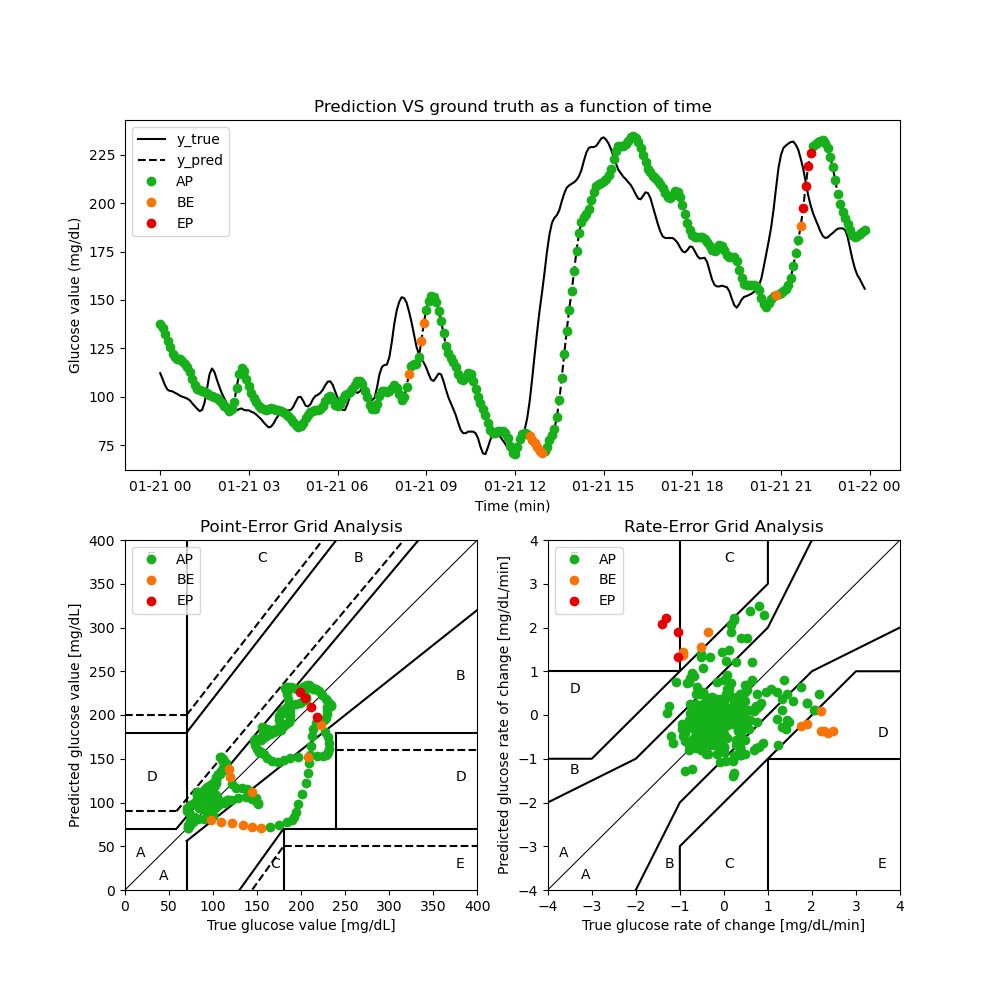 Prediction VS ground truth as a function of time
Glucose value (mg/dL)
225
200
175
150
125
100
75
y_true
y_pred
AP
BE
EP
01-21 00 01-21 03 01-21 06 01-21 09 01-21 12 01-21 15 01-21 18 01-21 21 01-22 00
Time (min)
Point-Error Grid Analysis
Predicted glucose value [mg/dL]
400
350
300
250
200
150
100
50
0
AP
BE
EP
C
B
B
D
D
A
A
C
E
0 50 100 150 200 250 300 350 400
True glucose value [mg/dL]
Rate-Error Grid Analysis
Predicted glucose rate of change [mg/dL/min]
4
3
2
1
0
−1
−2
−3
−4
AP
BE
EP
C
D
D
B
A
A
B
C
E
−4 −3 −2 −1 0 1 2 3 4
True glucose rate of change [mg/dL/min]